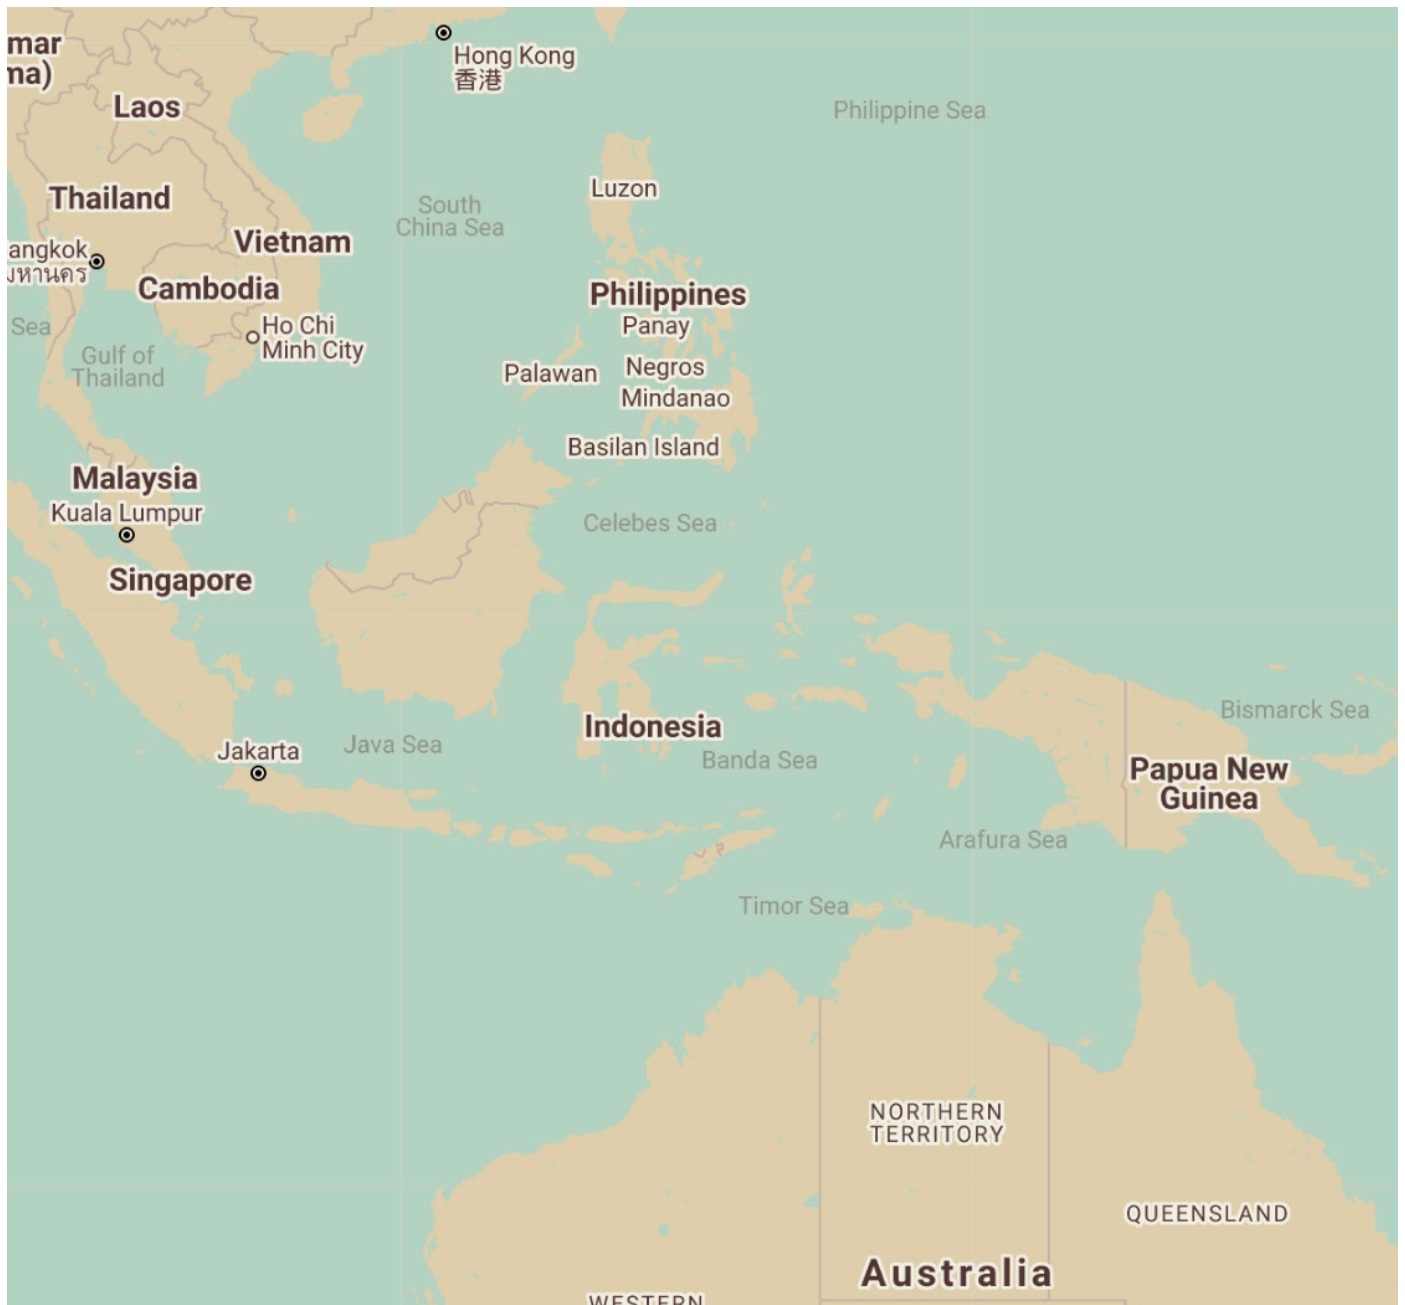 mar
ma)
Hong Kong
香港
Laos
Philippine Sea
Thailand
Luzon
South
China Sea
Vietnam
angkok
มหานคร
Cambodia
Philippines
Sea
Ho Chi
Minh City
Panay
Gulf of
Thailand
Palawan
Negros
Mindanao
Basilan Island
Malaysia
Kuala Lumpur
Celebes Sea
Singapore
Indonesia
Bismarck Sea
Jakarta
Java Sea
Banda Sea
Papua New
Guinea
Arafura Sea
Timor Sea
NORTHERN
TERRITORY
QUEENSLAND
Australia
WESTERN